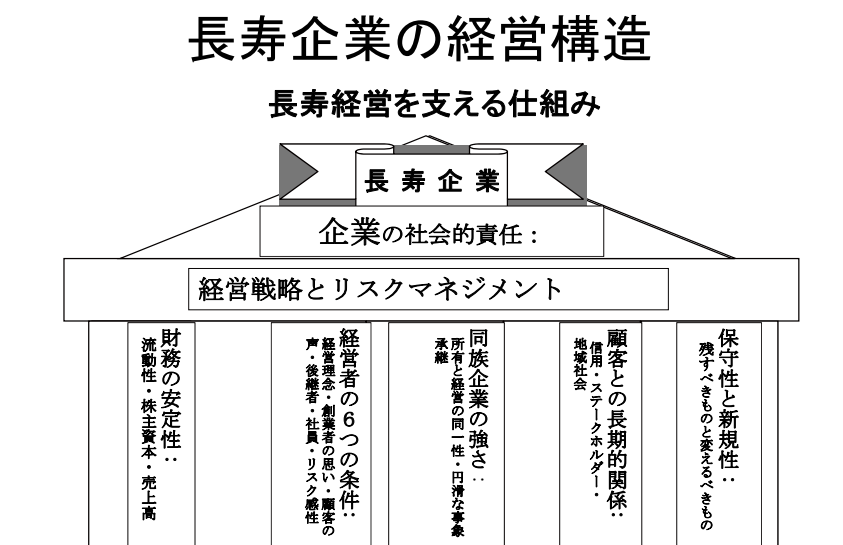 長寿企業の経営構造
長寿経営を支える仕組み
長寿企業
企業の社会的責任：
経営戦略とリスクマネジメント
保守性と新規性：
残すべきものと変えるべきもの
顧客との長期的関係：
信用・ステークホルダー・
地域社会
同族企業の強さ：
所有と経営の同一性・円滑な事象
承継
経営者の６つの条件：
経営理念・創業者の思い・顧客の
声・後継者・社員・リスク感性
財務の安定性：
流動性・株主資本・売上高